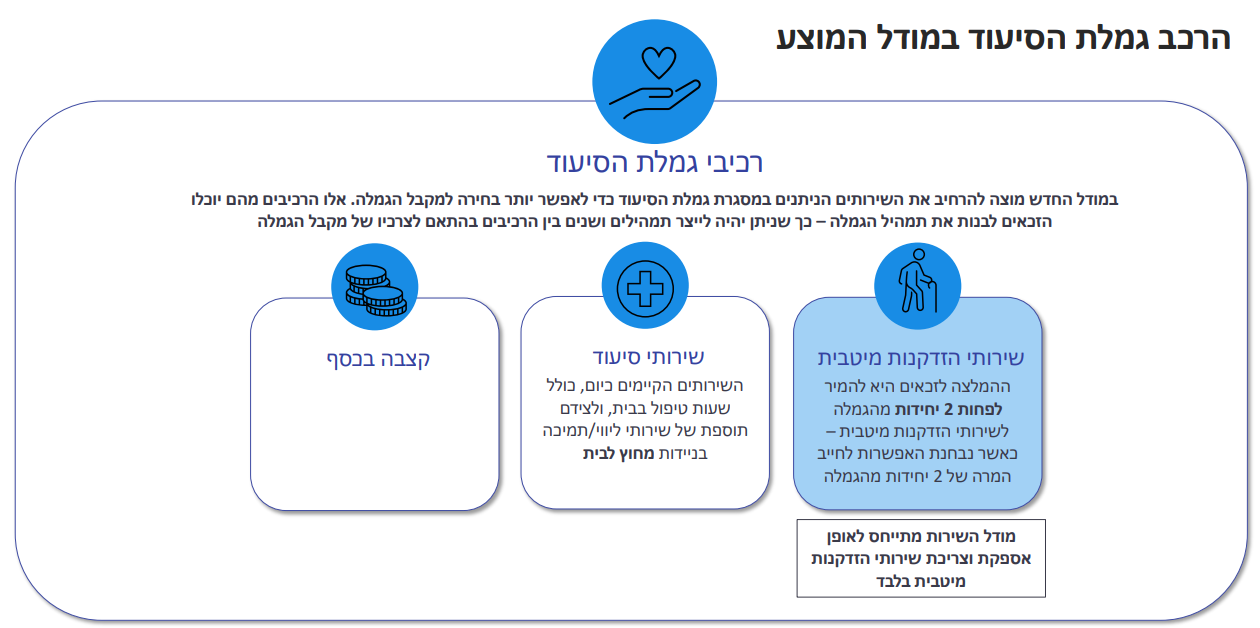 הרכב גמלת הסיעוד במודל המוצע
רכיבי גמלת הסיעוד
במודל החדש מוצה להרחיב את השירותים הניתנים במסגרת גמלת הסיעוד כדי לאפשר יותר בחירה למקבל הגמלה. אלו הרכיבים מהם יוכלו
הזכאים לבנות את תמהיל הגמלה – כך שניתן יהיה לייצר תמהילים ושנים בין הרכיבים בהתאם לצרכיו של מקבל הגמלה
שירותי הזדקנות מיטבית
ההמלצה לזכאים היא להמיר
לפחות 2 יחידות מהגמלה
לשירותי הזדקנות מיטבית –
כאשר נבחנת האפשרות לחייב
המרה של 2 יחידות מהגמלה
מודל השירות מתייחס לאופן
אספקת וצריכת שירותי הזדקנות
מיטבית בלבד
שירותי סיעוד
השירותים הקיימים כיום, כולל
שעות טיפול בבית, ולצידם
תוספת של שירותי ליווי/תמיכה
בניידות מחוץ לבית
קצבה בכסף